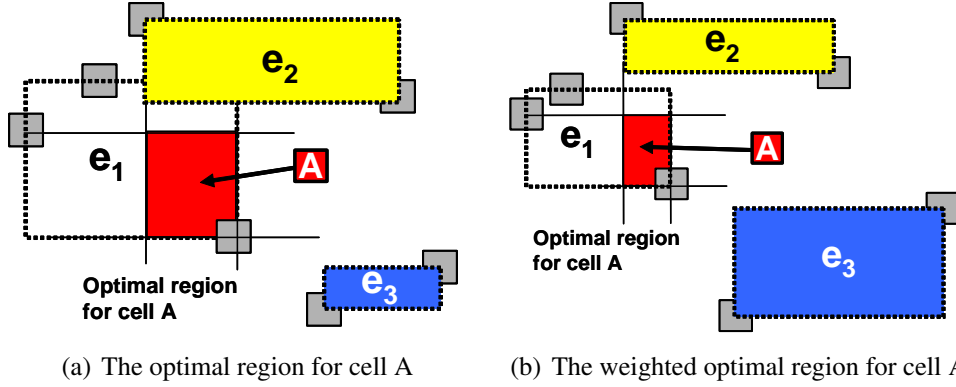 e2
e1
A
Optimal region
for cell A
e3
(a) The optimal region for cell A
e2
e1
A
Optimal region
for cell A
e3
(b) The weighted optimal region for cell A